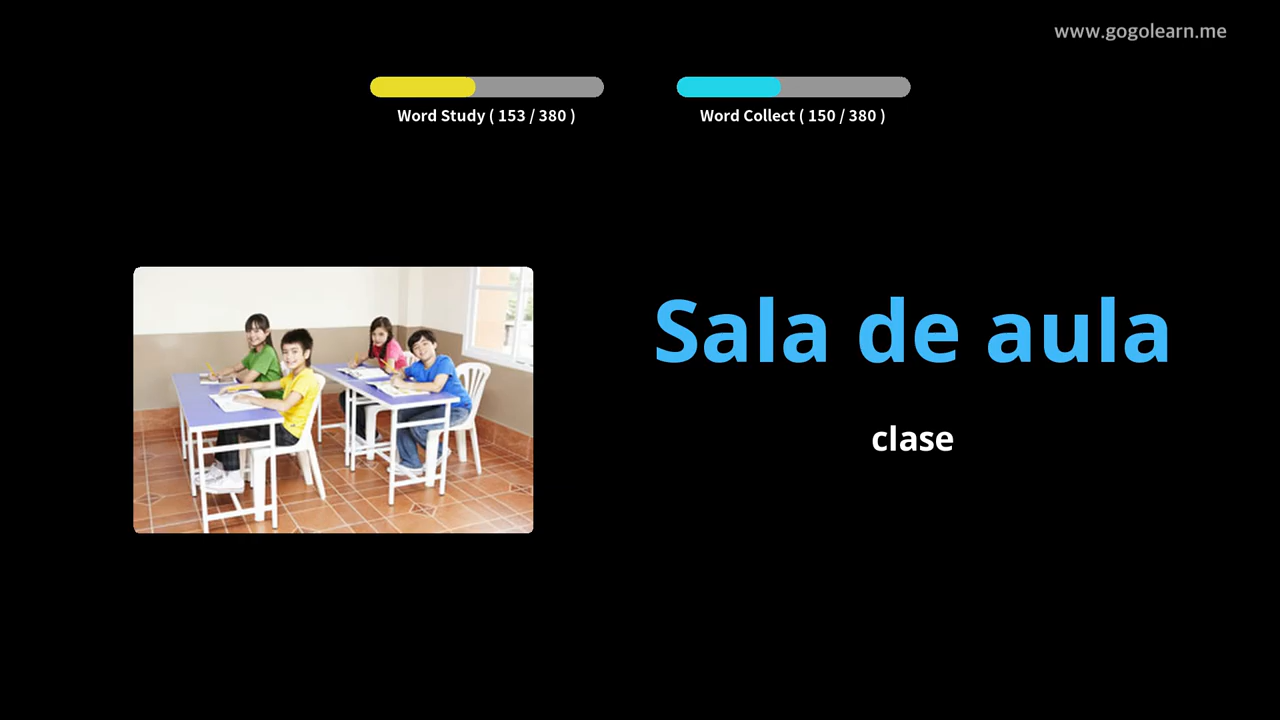 www.gogolearn.me
Word Study ( 153 / 380 )
Word Collect ( 150 / 380 )
Sala de aula
clase